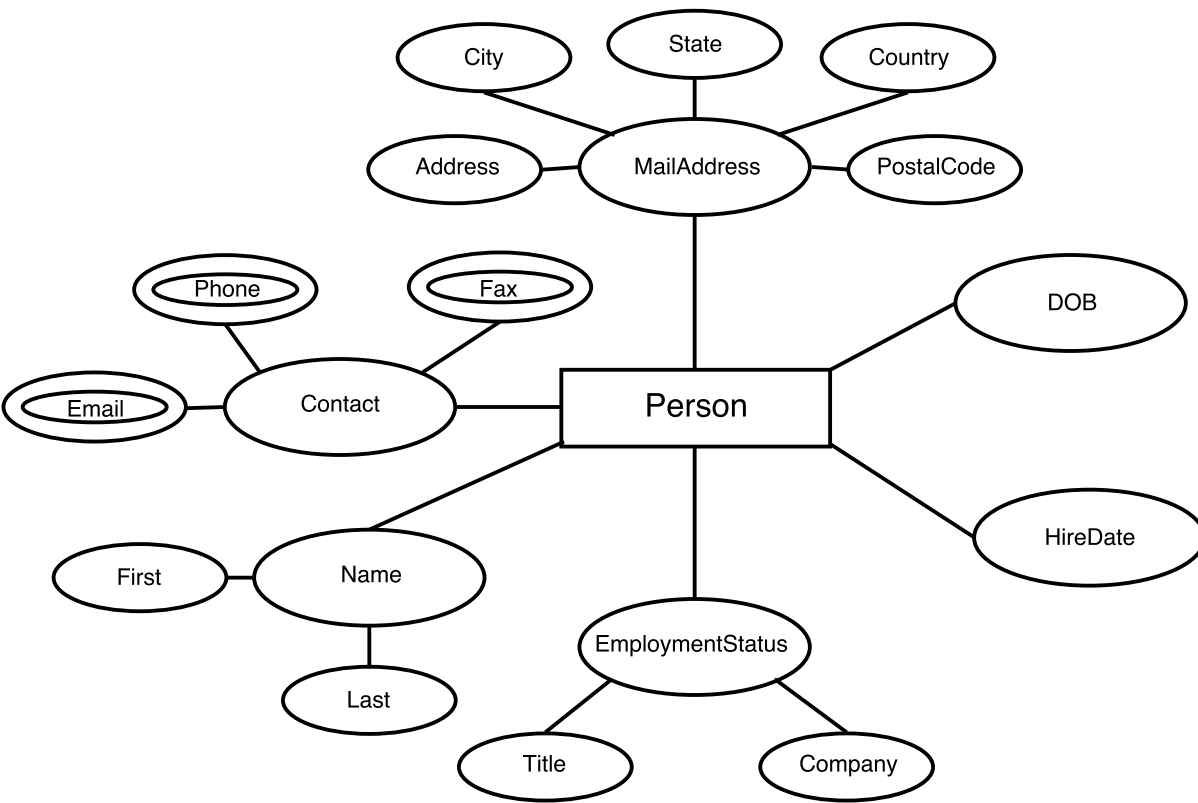 State
City
Country
Address
MailAddress
PostalCode
Phone
Fax
DOB
Email
Contact
Person
HireDate
First
Name
EmploymentStatus
Last
Title
Company